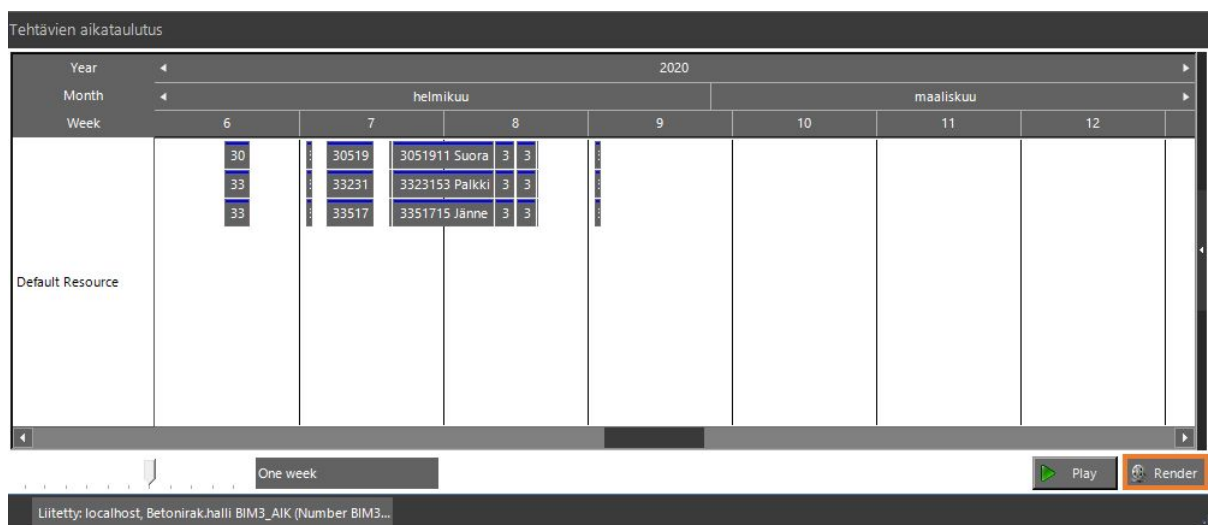 Tehtävien aikataulutus
Year 2020
Month helmikuu maaliskuu
Week 6 7 8 9 10 11 12
30 30519 3051911 Suora 3 3
33 33231 3323153 Palkki 3 3
33 33517 3351715 Jänne 3 3
Default Resource
One week Play Render
Liitetty: localhost, Betonirak.halli BIM3_AIK (Number BIM3...